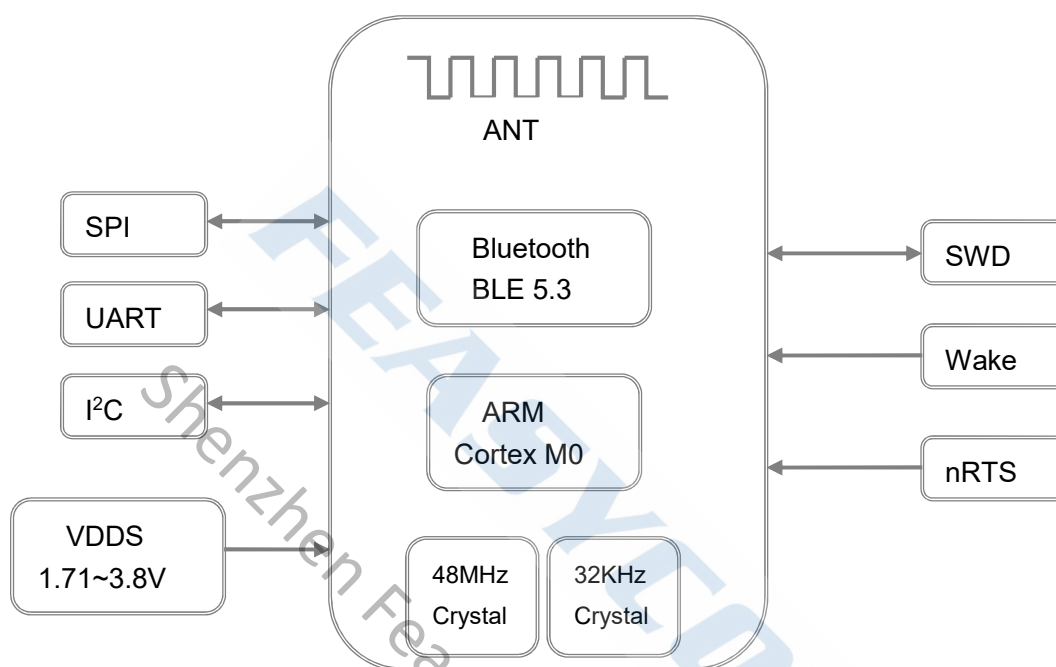 ANT
SPI
UART
I²C
VDDS
1.71~3.8V
Bluetooth
BLE 5.3
ARM
Cortex M0
48MHz
Crystal
32KHz
Crystal
SWD
Wake
nRTS
FEASYCO
Shenzhen Fea